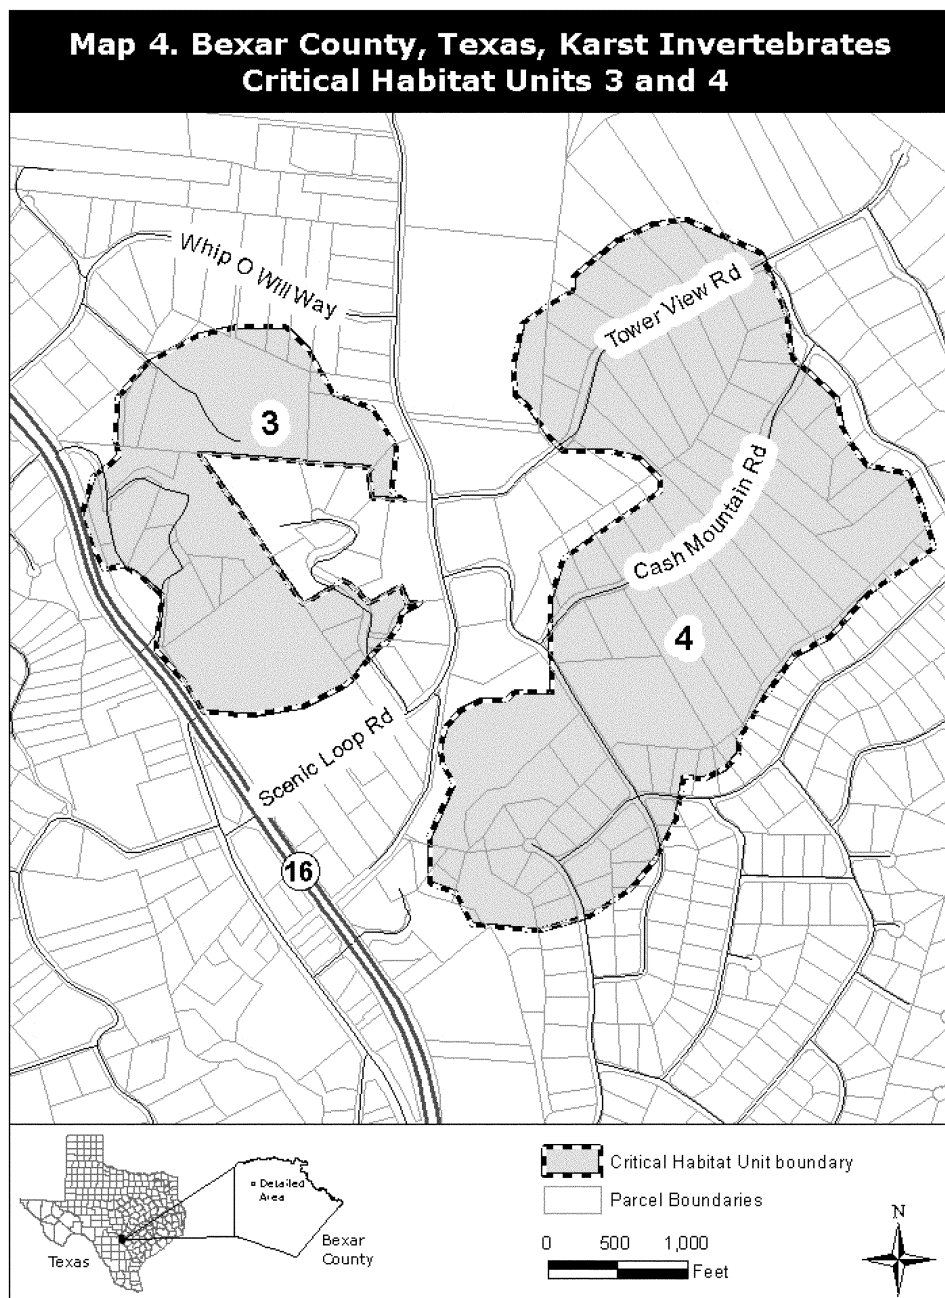 Map 4. Bexar County, Texas, Karst Invertebrates
Critical Habitat Units 3 and 4
Whip O Will Way
Tower View Rd
3
Cash Mountain Rd
4
Scenic Loop Rd
16
Detailed
Area
Texas
Bexar
County
Critical Habitat Unit boundary
Parcel Boundaries
0 500 1,000
Feet
N